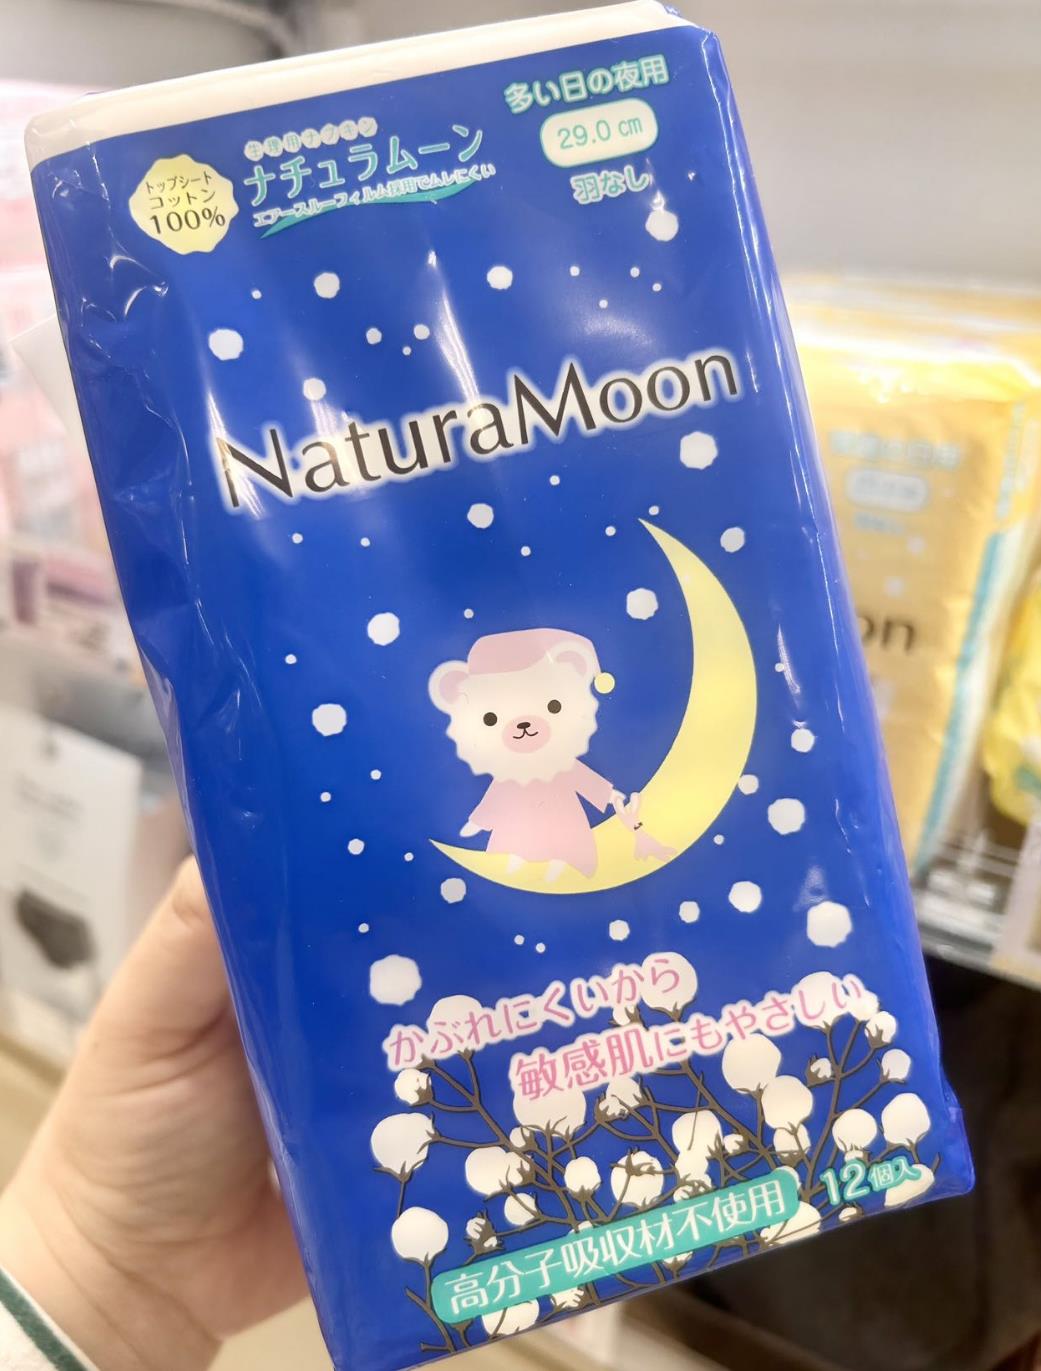 多い日の夜用
29.0cm
羽なし
生理用ナプキン
ナチュラムーン
エアースルーフィルム採用でムレにくい
トップシート
コットン
100%
NaturaMoon
かぶれにくいから
敏感肌にもやさしい
12個入
高分子吸収材不使用
on